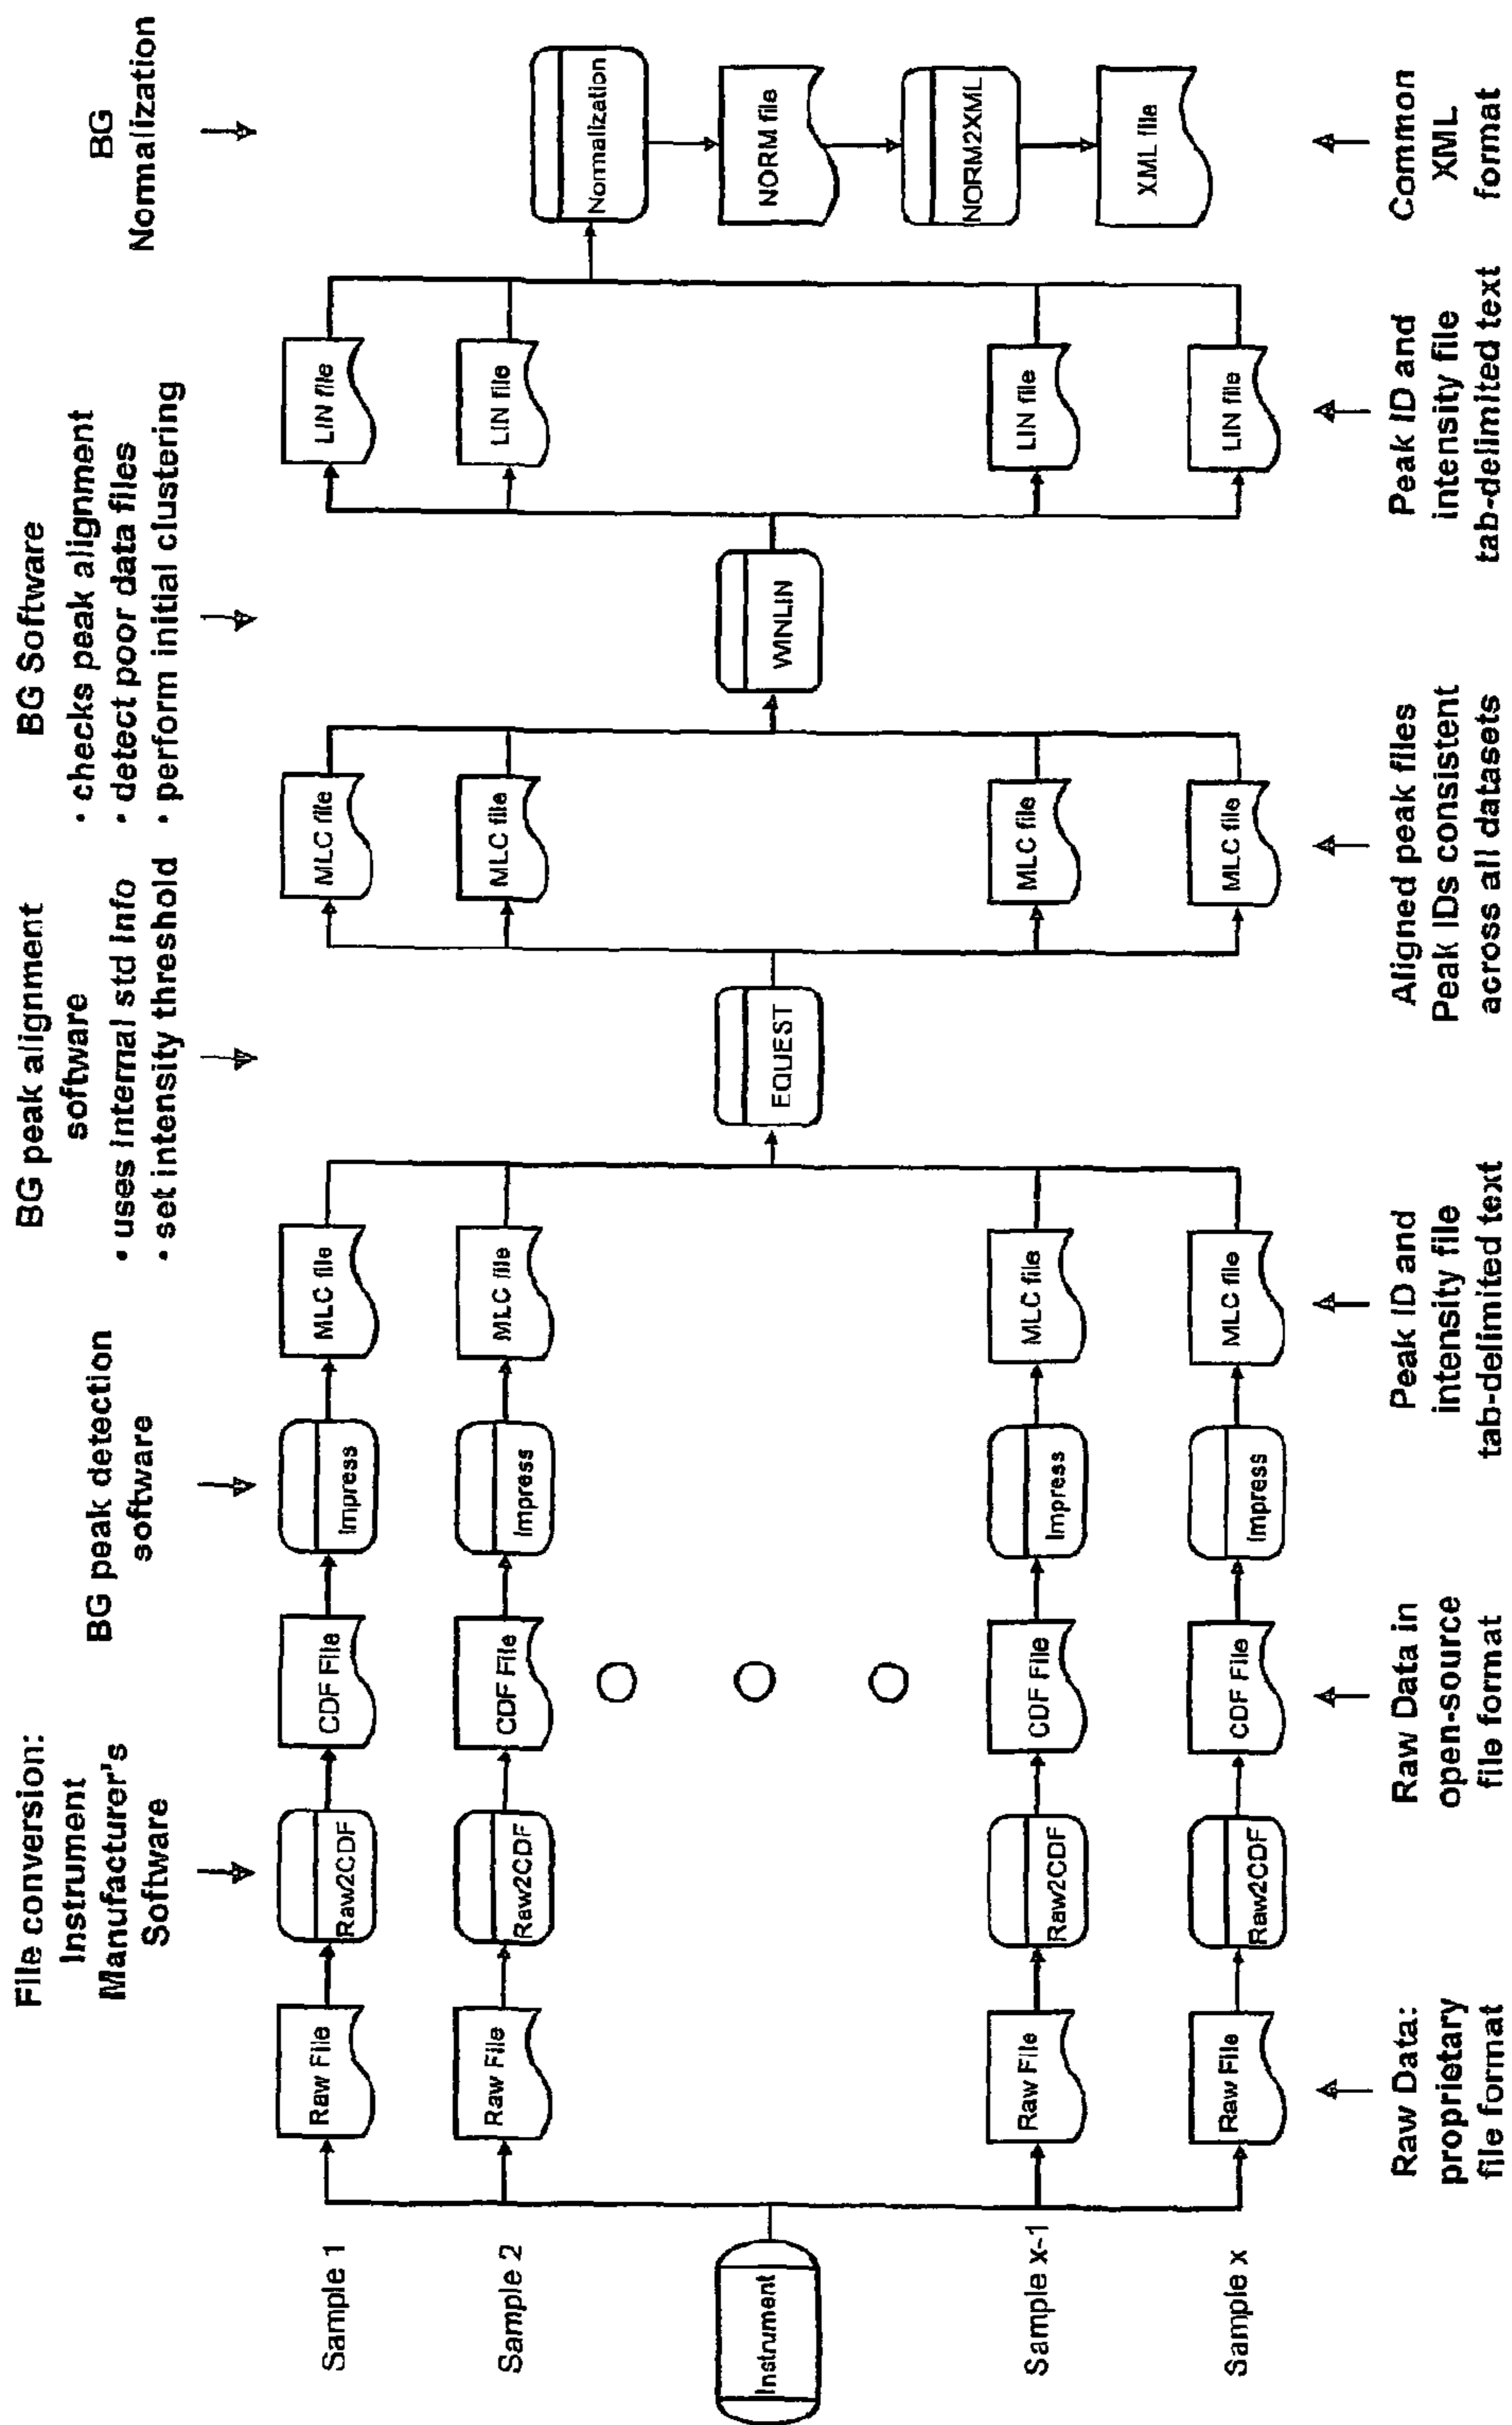 File conversion:
Instrument
Manufacturer's
Software
BG peak detection
software
BG peak alignment
software
• uses internal std info
• set intensity threshold
BG Software
• checks peak alignment
• detect poor data files
• perform initial clustering
BG
Normalization
Sample 1
Raw File
Raw2CDF
CDF File
Impress
MLC file
MLC file
LIN file
Sample 2
Raw File
Raw2CDF
CDF File
Impress
MLC file
MLC file
LIN file
Instrument
EQUEST
WINLIN
Normalization
NORM file
NORM2XML
XML file
Sample x-1
Raw File
Raw2CDF
CDF File
Impress
MLC file
MLC file
LIN file
Sample x
Raw File
Raw2CDF
CDF File
Impress
MLC file
MLC file
LIN file
Raw Data:
proprietary
file format
Raw Data in
open-source
file format
Peak ID and
intensity file
tab-delimited text
Aligned peak files
Peak IDs consistent
across all datasets
Peak ID and
intensity file
tab-delimited text
Common
XML
format